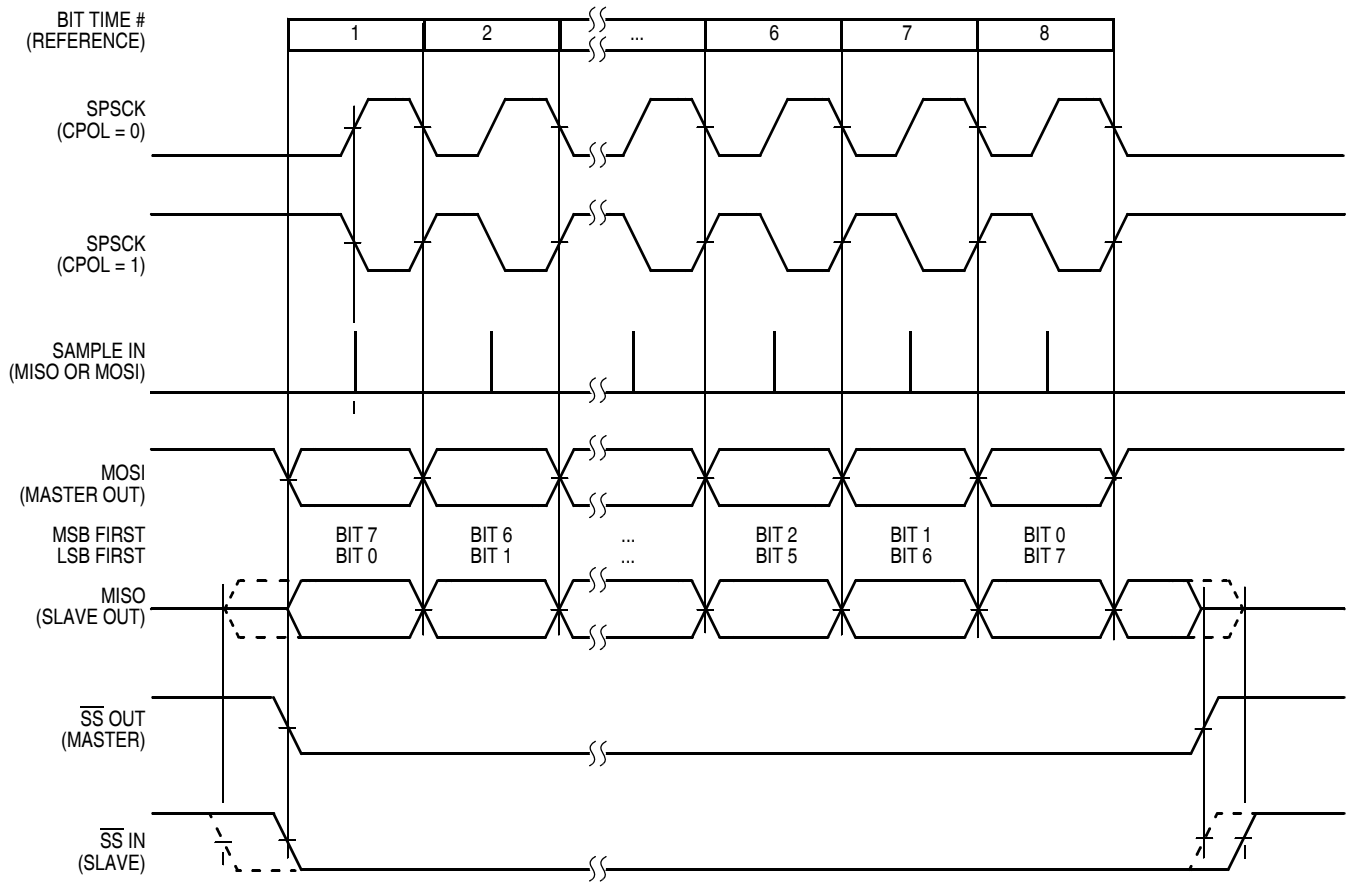 BIT TIME #
(REFERENCE)
1 2 ... 6 7 8
SPSCK
(CPOL = 0)
SPSCK
(CPOL = 1)
SAMPLE IN
(MISO OR MOSI)
MOSI
(MASTER OUT)
MSB FIRST BIT 7 BIT 6 ... BIT 2 BIT 1 BIT 0
LSB FIRST BIT 0 BIT 1 ... BIT 5 BIT 6 BIT 7
MISO
(SLAVE OUT)
S̅S̅ OUT
(MASTER)
S̅S̅ IN
(SLAVE)